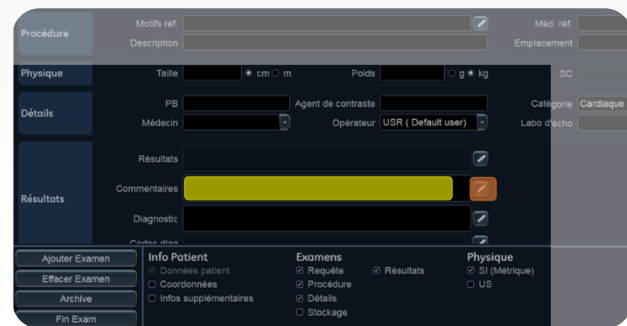 Procédure
Motifs réf.
Méd. réf.
Description
Emplacement
Physique
Taille
cm
m
Poids
g
kg
SC
Détails
PB
Agent de contraste
Catégorie
Cardiaque
Médecin
Opérateur
USR ( Default user)
Labo d'écho
Résultats
Résultats
Commentaires
Diagnostic
Codes diag
Ajouter Examen
Effacer Examen
Archive
Fin Exam
Info Patient
Données patient
Coordonnées
Infos supplémentaires
Examens
Requête
Résultats
Procédure
Détails
Stockage
Physique
SI (Métrique)
US